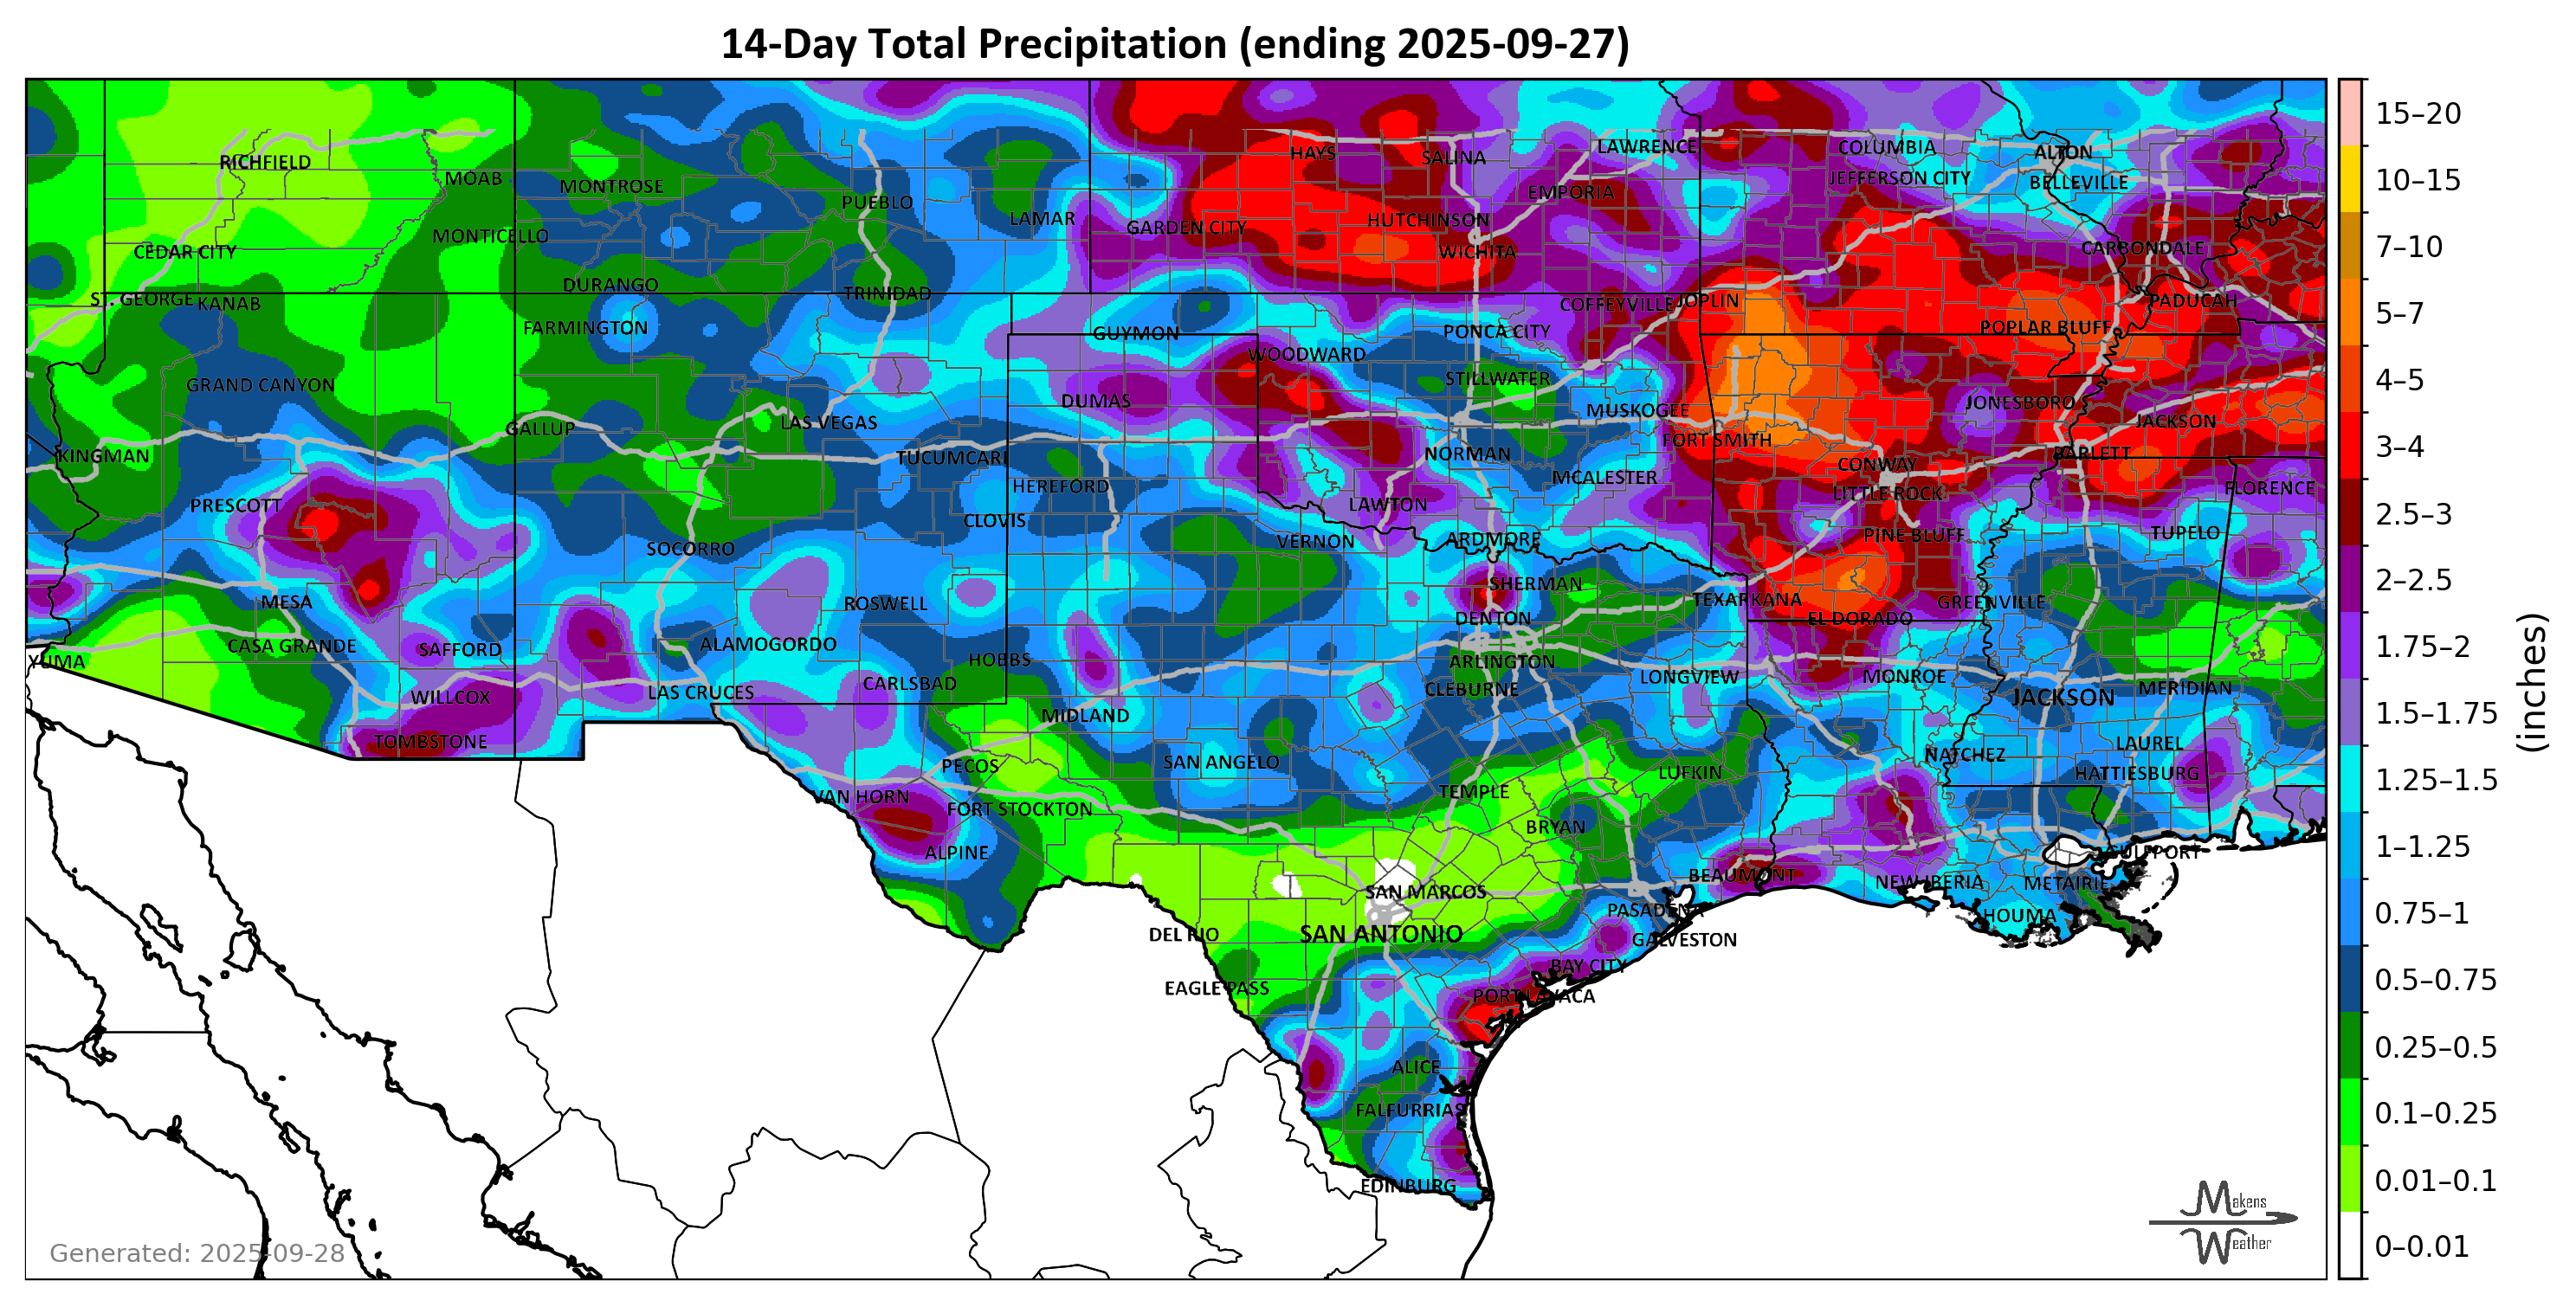 14-Day Total Precipitation (ending 2025-09-27)
RICHFIELD
MOAB
MONTROSE
PUEBLO
LAMAR
HAYS
SALINA
LAWRENCE
COLUMBIA
ALTON
JEFFERSON CITY
BELLEVILLE
EMPORIA
GARDEN CITY
HUTCHINSON
WICHITA
CEDAR CITY
MONTICELLO
CARBONDALE
DURANGO
TRINIDAD
ST. GEORGE
KANAB
COFFEYVILLE
JOPLIN
PADUCAH
FARMINGTON
GUYMON
PONCA CITY
POPLAR BLUFF
WOODWARD
GRAND CANYON
STILLWATER
DUMAS
MUSKOGEE
JONESBORO
JACKSON
GALLUP
LAS VEGAS
FORT SMITH
KINGMAN
TUCUMCARI
NORMAN
BARTLETT
CONWAY
HEREFORD
MCALESTER
LITTLE ROCK
FLORENCE
PRESCOTT
LAWTON
CLOVIS
PINE BLUFF
TUPELO
SOCORRO
VERNON
ARDMORE
SHERMAN
MESA
ROSWELL
DENTON
TEXARKANA
GREENVILLE
EL DORADO
CASA GRANDE
SAFFORD
ALAMOGORDO
HOBBS
ARLINGTON
YUMA
CLEBURNE
LONGVIEW
MONROE
MERIDIAN
WILLCOX
LAS CRUCES
CARLSBAD
JACKSON
MIDLAND
TOMBSTONE
LAUREL
NATCHEZ
PECOS
SAN ANGELO
LUFKIN
HATTIESBURG
TEMPLE
VAN HORN
FORT STOCKTON
BRYAN
ALPINE
GULFPORT
BEAUMONT
NEW IBERIA
METAIRIE
SAN MARCOS
PASADENA
HOUMA
DEL RIO
SAN ANTONIO
GALVESTON
BAY CITY
EAGLE PASS
PORT LAVACA
ALICE
FALFURRIAS
EDINBURG
Generated: 2025-09-28
Makens
Weather
15–20
10–15
7–10
5–7
4–5
3–4
2.5–3
2–2.5
1.75–2
1.5–1.75
1.25–1.5
1–1.25
0.75–1
0.5–0.75
0.25–0.5
0.1–0.25
0.01–0.1
0–0.01
(inches)